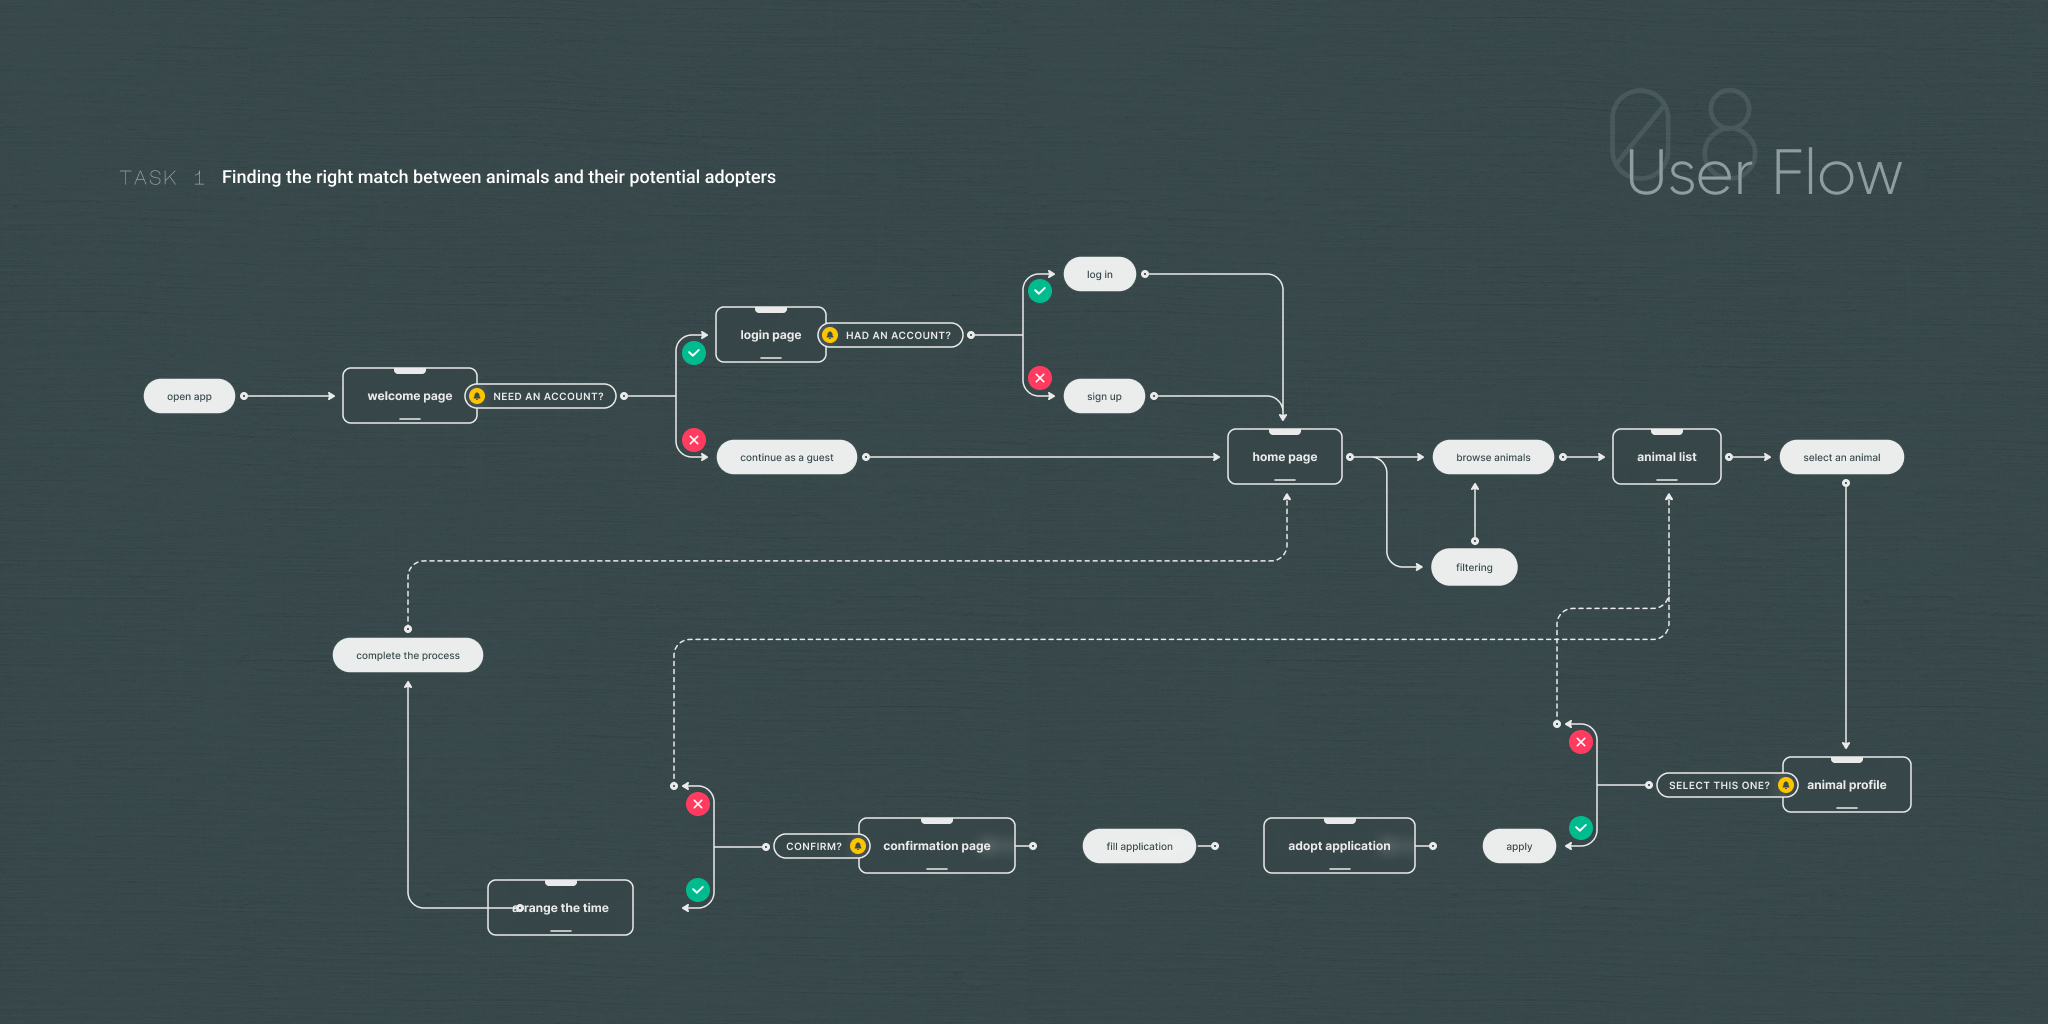 08
User Flow
TASK 1 Finding the right match between animals and their potential adopters
log in
login page
HAD AN ACCOUNT?
open app
welcome page
NEED AN ACCOUNT?
sign up
continue as a guest
home page
browse animals
animal list
select an animal
filtering
complete the process
SELECT THIS ONE?
animal profile
CONFIRM?
confirmation page
fill application
adopt application
apply
arrange the time